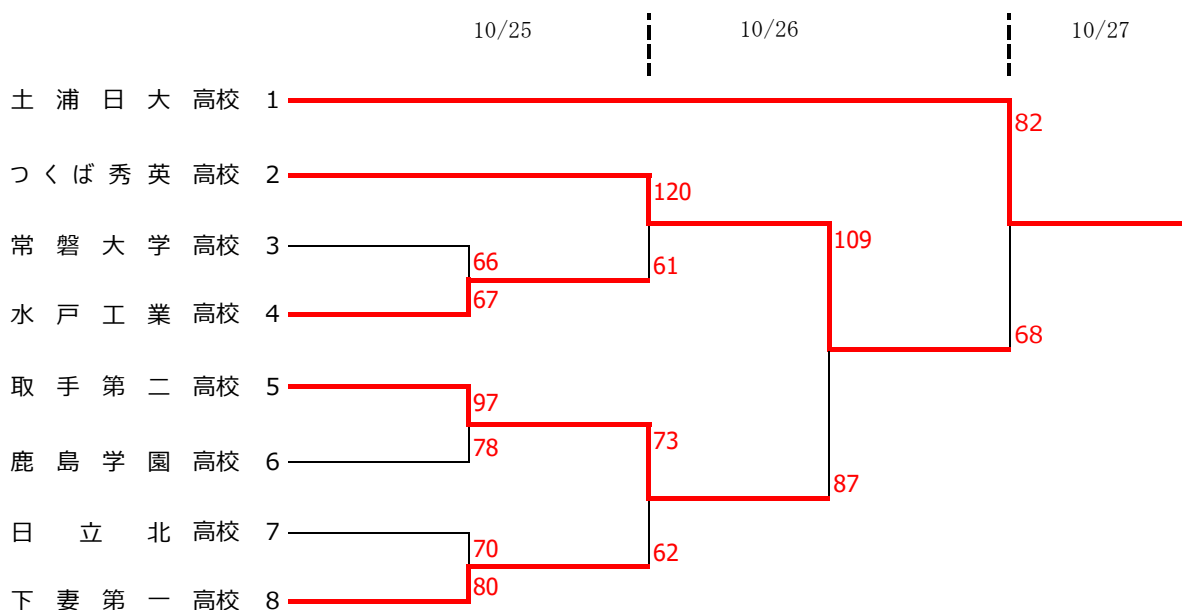 10/25 10/26 10/27
土浦日大高校 1
82
つくば秀英高校 2
120
常磐大学高校 3
109
66
61
67
水戸工業高校 4
68
取手第二高校 5
97
73
78
鹿島学園高校 6
87
日立北高校 7
70
62
80
下妻第一高校 8